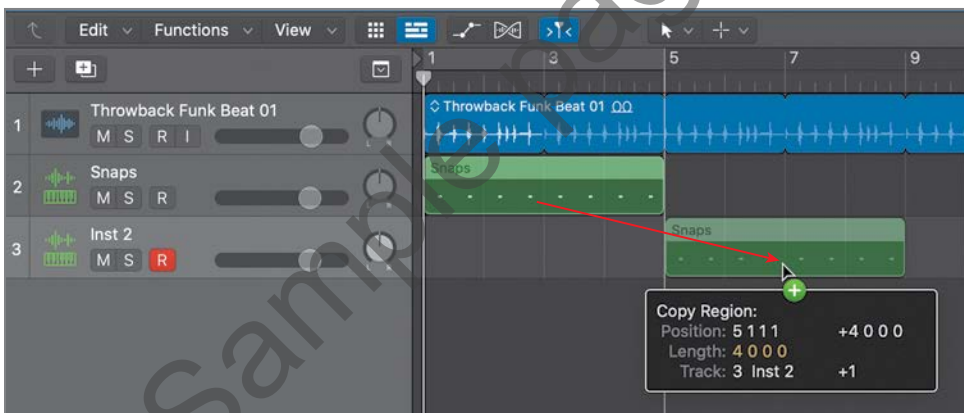 Edit Functions View
1 3 5 7 9
1 Throwback Funk Beat 01
M S R I
L R
Throwback Funk Beat 01
2 Snaps
M S R
L R
Snaps
3 Inst 2
M S R
L R
Snaps
Copy Region:
Position: 5 1 1 1 +4 0 0 0
Length: 4 0 0 0
Track: 3 Inst 2 +1
Sample pag